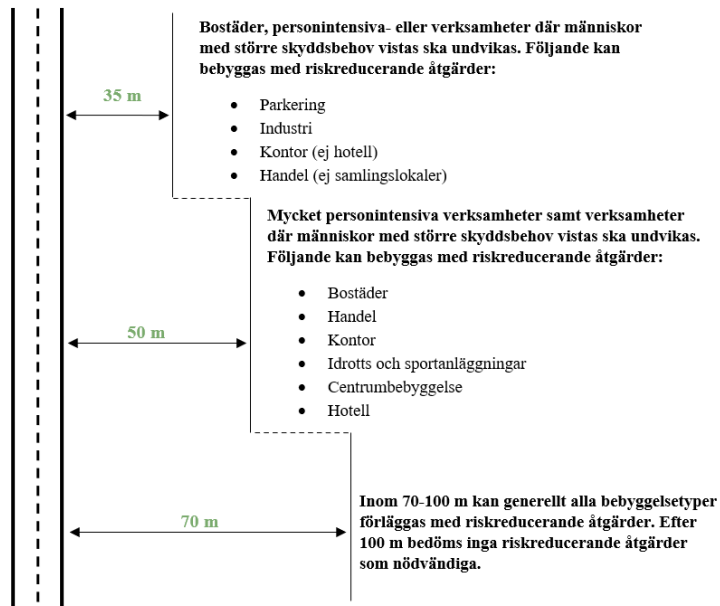 Bostäder, personintensiva- eller verksamheter där människor
med större skyddsbehov vistas ska undvikas. Följande kan
bebyggas med riskreducerande åtgärder:
35 m
• Parkering
• Industri
• Kontor (ej hotell)
• Handel (ej samlingslokaler)
Mycket personintensiva verksamheter samt verksamheter
där människor med större skyddsbehov vistas ska undvikas.
Följande kan bebyggas med riskreducerande åtgärder:
• Bostäder
• Handel
50 m
• Kontor
• Idrotts och sportanläggningar
• Centrumbebyggelse
• Hotell
Inom 70-100 m kan generellt alla bebyggelsetyper
70 m
förläggas med riskreducerande åtgärder. Efter
100 m bedöms inga riskreducerande åtgärder
som nödvändiga.